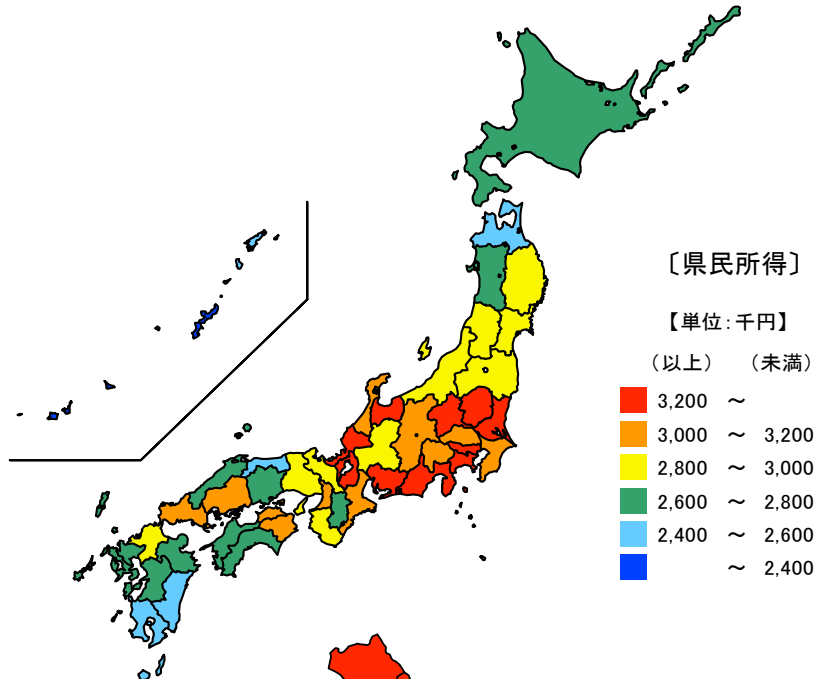 〔県民所得〕
【単位：千円】
（以上） （未満）
3,200 ～
3,000 ～ 3,200
2,800 ～ 3,000
2,600 ～ 2,800
2,400 ～ 2,600
～ 2,400